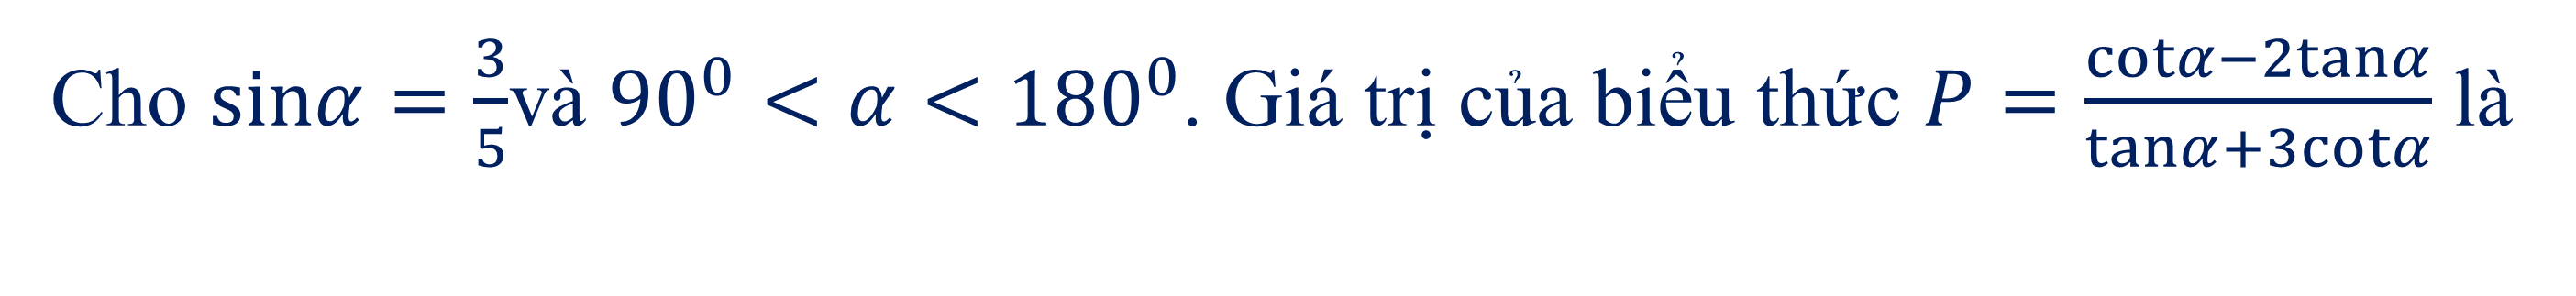 Cho sinα = 3/5 và 90⁰ < α < 180⁰. Giá trị của biểu thức P = (cotα−2tanα)/(tanα+3cotα) là